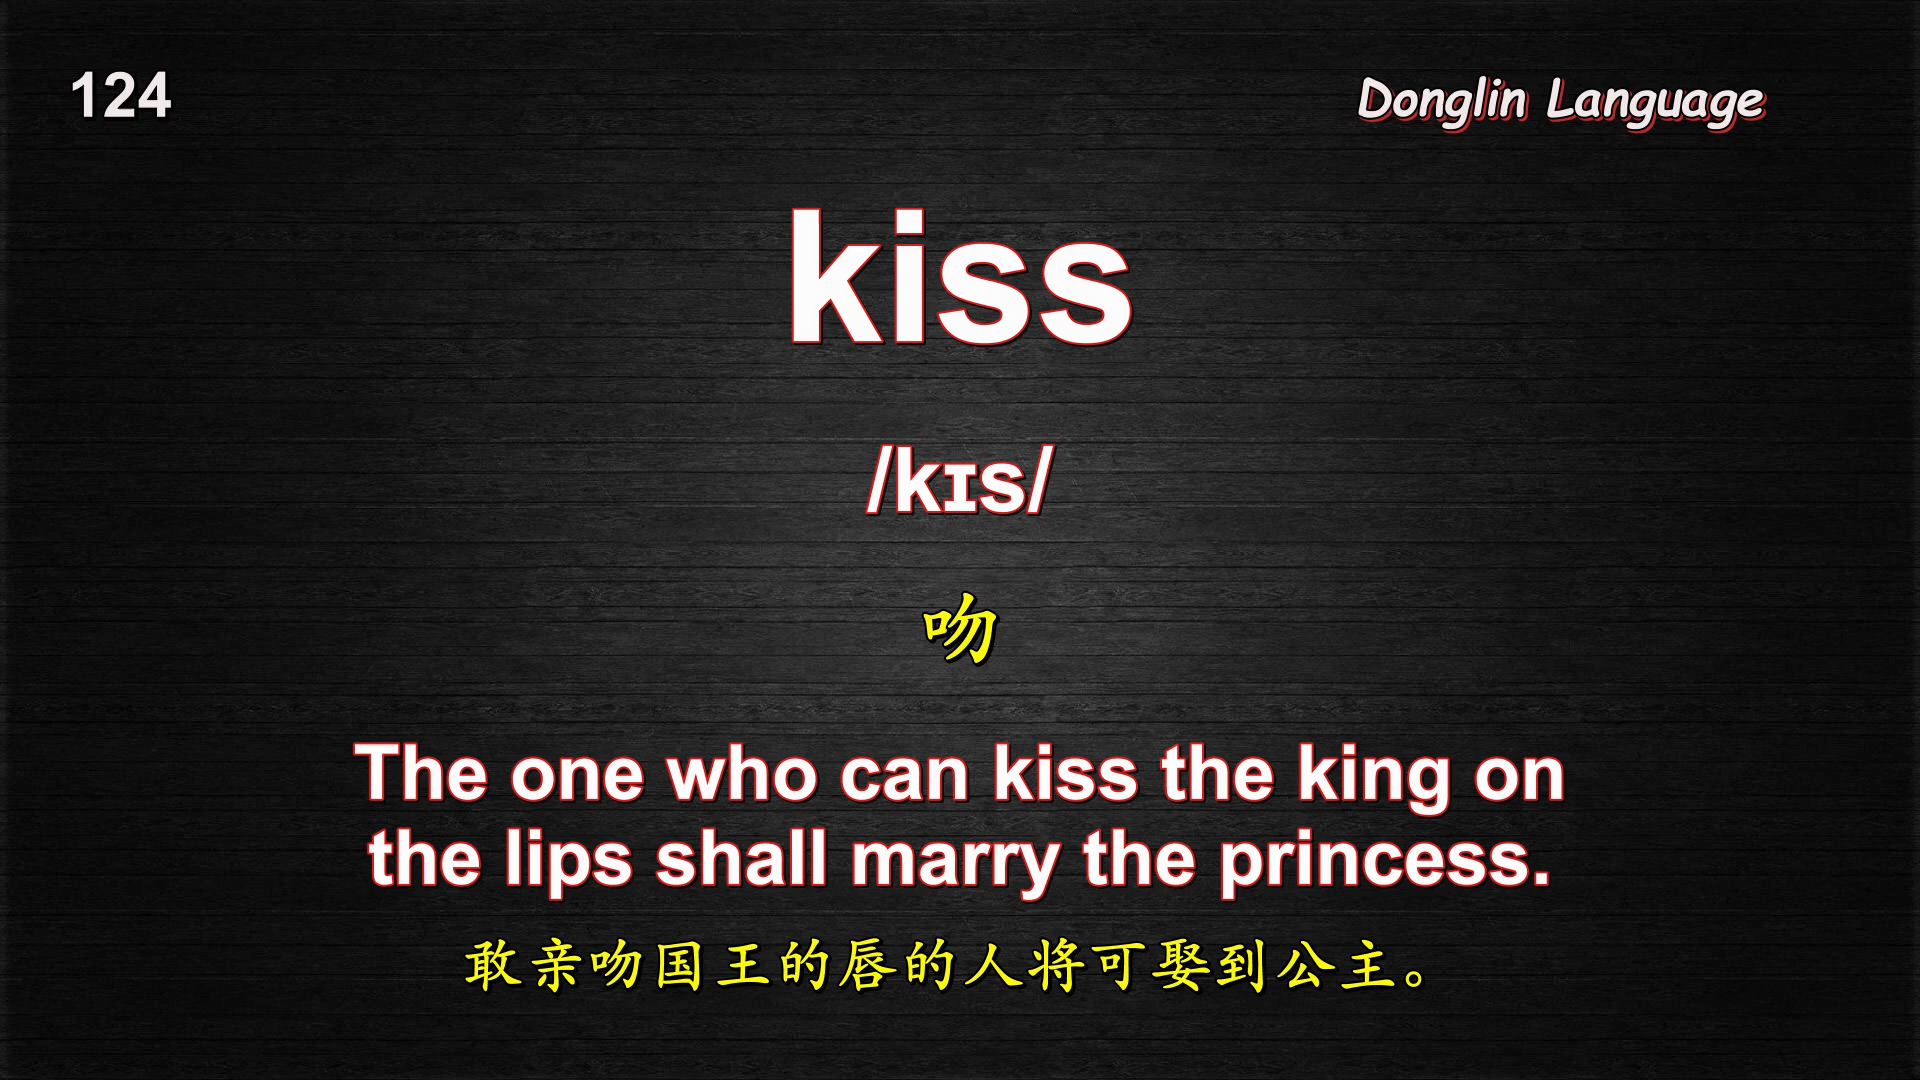 124
Donglin Language
kiss
/kɪs/
吻
The one who can kiss the king on
the lips shall marry the princess.
敢亲吻国王的唇的人将可娶到公主。